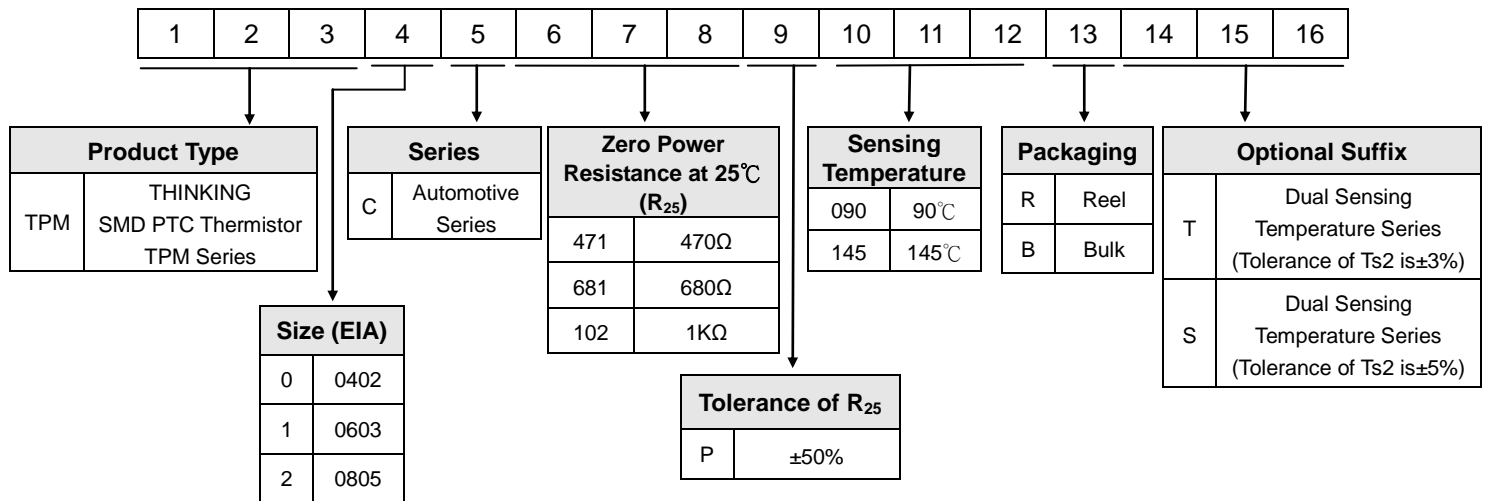 1 2 3 4 5 6 7 8 9 10 11 12 13 14 15 16
Product Type
TPM THINKING
SMD PTC Thermistor
TPM Series
Size (EIA)
0 0402
1 0603
2 0805
Series
C Automotive
Series
Zero Power
Resistance at 25℃
(R₂₅)
471 470Ω
681 680Ω
102 1KΩ
Tolerance of R₂₅
P ±50%
Sensing
Temperature
090 90℃
145 145℃
Packaging
R Reel
B Bulk
Optional Suffix
T Dual Sensing
Temperature Series
(Tolerance of Ts2 is±3%)
S Dual Sensing
Temperature Series
(Tolerance of Ts2 is±5%)